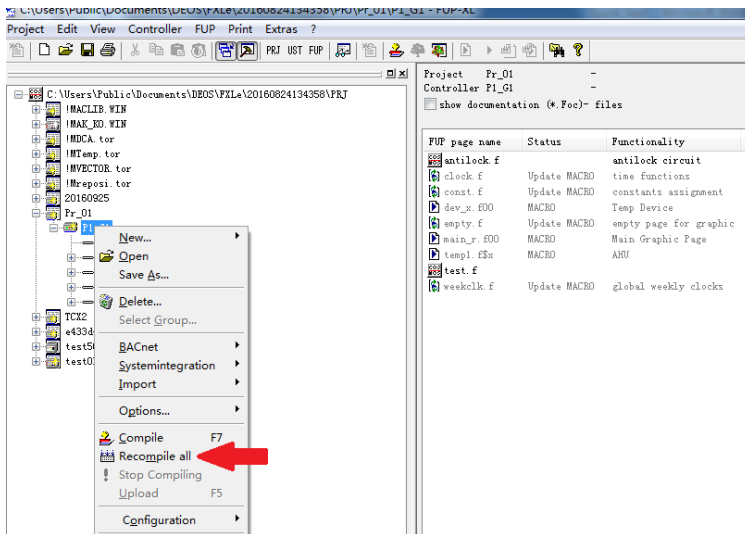 C:\Users\Public\Documents\DEOS\FXLe\20160824134358\PRJ\Pr_01\P1_G1 - FUP-XL
Project Edit View Controller FUP Print Extras ?
PRJ UST FUP
C:\Users\Public\Documents\DEOS\FXLe\20160824134358\PRJ
!MACLIB.WIN
!MAK_KO.WIN
!MDCA.tor
!MTemp.tor
!MVECTOR.tor
!Mreposi.tor
20160925
Pr_01
P1_G1
TCX2
New...
Open
Save As...
Delete...
Select Group...
BACnet
Systemintegration
Import
Options...
Compile F7
Recompile all
Stop Compiling
Upload F5
Configuration
Project Pr_01 -
Controller P1_G1 -
show documentation (*.Foc)- files
FUP page name Status Functionality
antilock.f antilock circuit
clock.f Update MACRO time functions
const.f Update MACRO constants assignment
dev_x.f00 MACRO Temp Device
empty.f Update MACRO empty page for graphic
main_r.f00 MACRO Main Graphic Page
temp1.f$x MACRO AHU
test.f
weekclk.f Update MACRO global weekly clocks